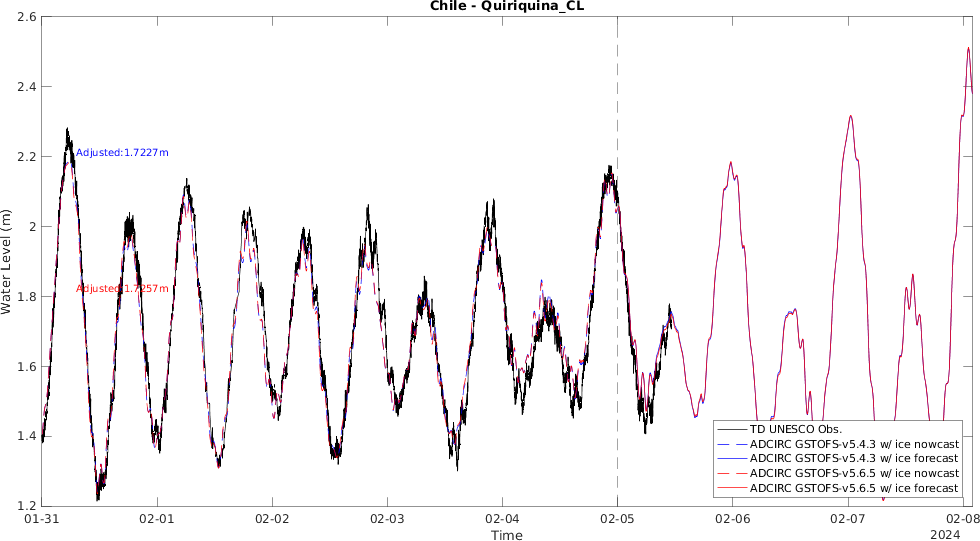 Chile - Quiriquina_CL
2.6
2.4
2.2
2
1.8
1.6
1.4
1.2
Water Level (m)
Adjusted:1.7227m
Adjusted:1.7257m
TD UNESCO Obs.
ADCIRC GSTOFS-v5.4.3 w/ ice nowcast
ADCIRC GSTOFS-v5.4.3 w/ ice forecast
ADCIRC GSTOFS-v5.6.5 w/ ice nowcast
ADCIRC GSTOFS-v5.6.5 w/ ice forecast
01-31 02-01 02-02 02-03 02-04 02-05 02-06 02-07 02-08
Time
2024